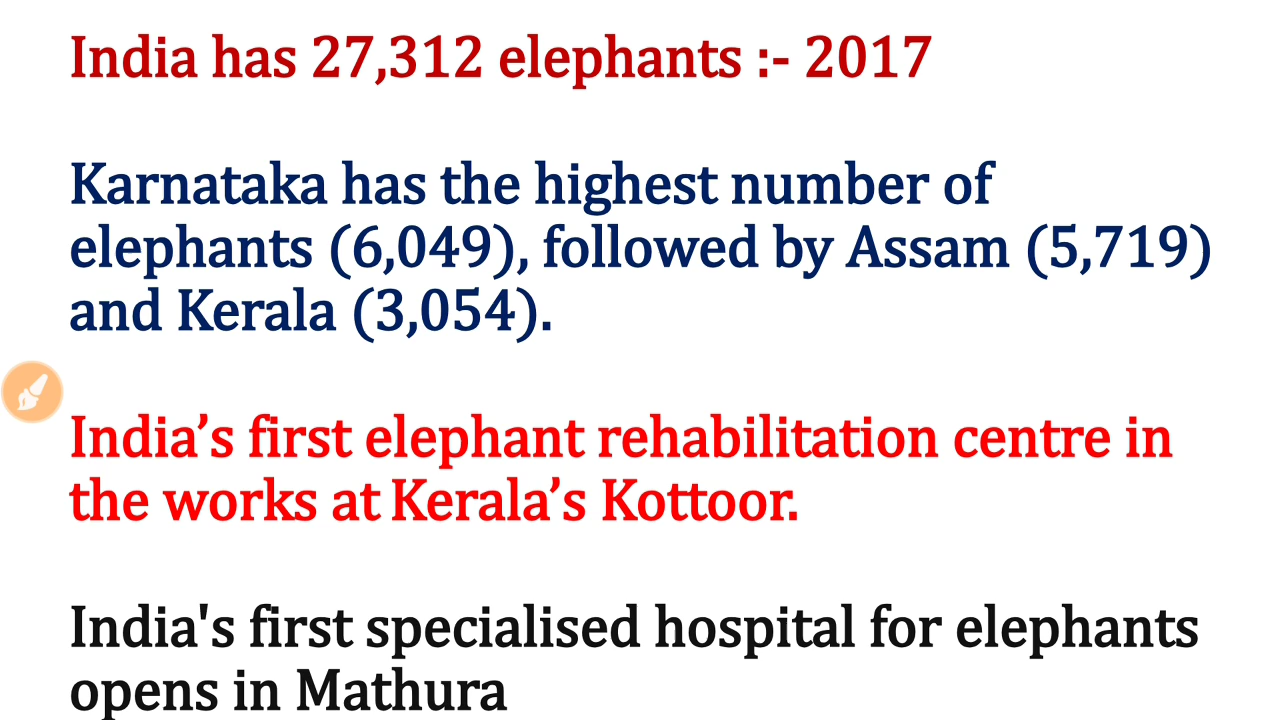 India has 27,312 elephants :- 2017
Karnataka has the highest number of
elephants (6,049), followed by Assam (5,719)
and Kerala (3,054).
India’s first elephant rehabilitation centre in
the works at Kerala’s Kottoor.
India's first specialised hospital for elephants
opens in Mathura